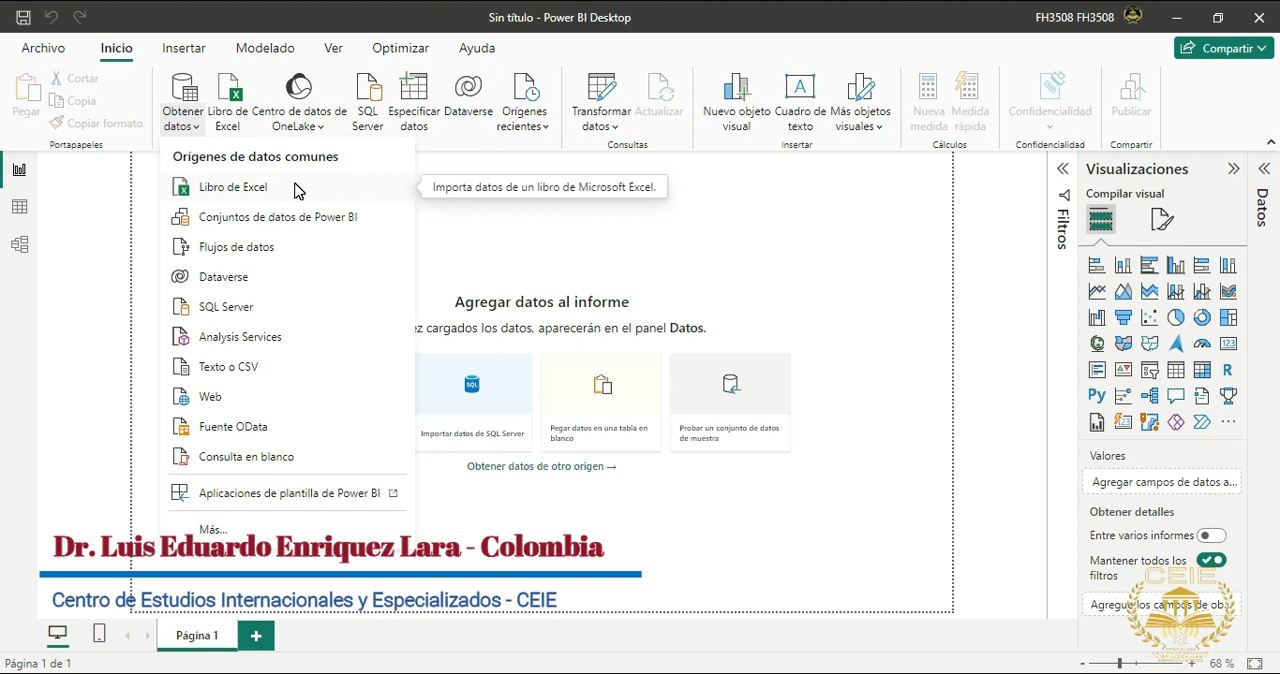 Sin título - Power BI Desktop
FH3508 FH3508
Archivo
Inicio
Insertar
Modelado
Ver
Optimizar
Ayuda
Compartir
Pegar
Cortar
Copia
Copiar formato
Portapapeles
Obtener datos
Libro de Excel
Centro de datos de OneLake
SQL Server
Especificar datos
Dataverse
Orígenes recientes
Transformar datos
Actualizar
Consultas
Nuevo objeto visual
Cuadro de texto
Más objetos visuales
Insertar
Nueva medida
Medida rápida
Cálculos
Confidencialidad
Confidencialidad
Publicar
Compartir
Orígenes de datos comunes
Libro de Excel
Importa datos de un libro de Microsoft Excel.
Conjuntos de datos de Power BI
Flujos de datos
Dataverse
SQL Server
Analysis Services
Texto o CSV
Web
Fuente OData
Consulta en blanco
Aplicaciones de plantilla de Power BI
Más...
Agregar datos al informe
cargados los datos, aparecerán en el panel Datos.
SQL
Importar datos de SQL Server
Pegar datos en una tabla en
blanco
Probar un conjunto de datos
de muestra
Obtener datos de otro origen →
Filtros
Visualizaciones
Compilar visual
123
R
Py
Valores
Agregar campos de datos a...
Obtener detalles
Entre varios informes
Mantener todos los
filtros
Datos
CEIE
Dr. Luis Eduardo Enriquez Lara - Colombia
Centro de Estudios Internacionales y Especializados - CEIE
Página 1
Página 1 de 1
68 %